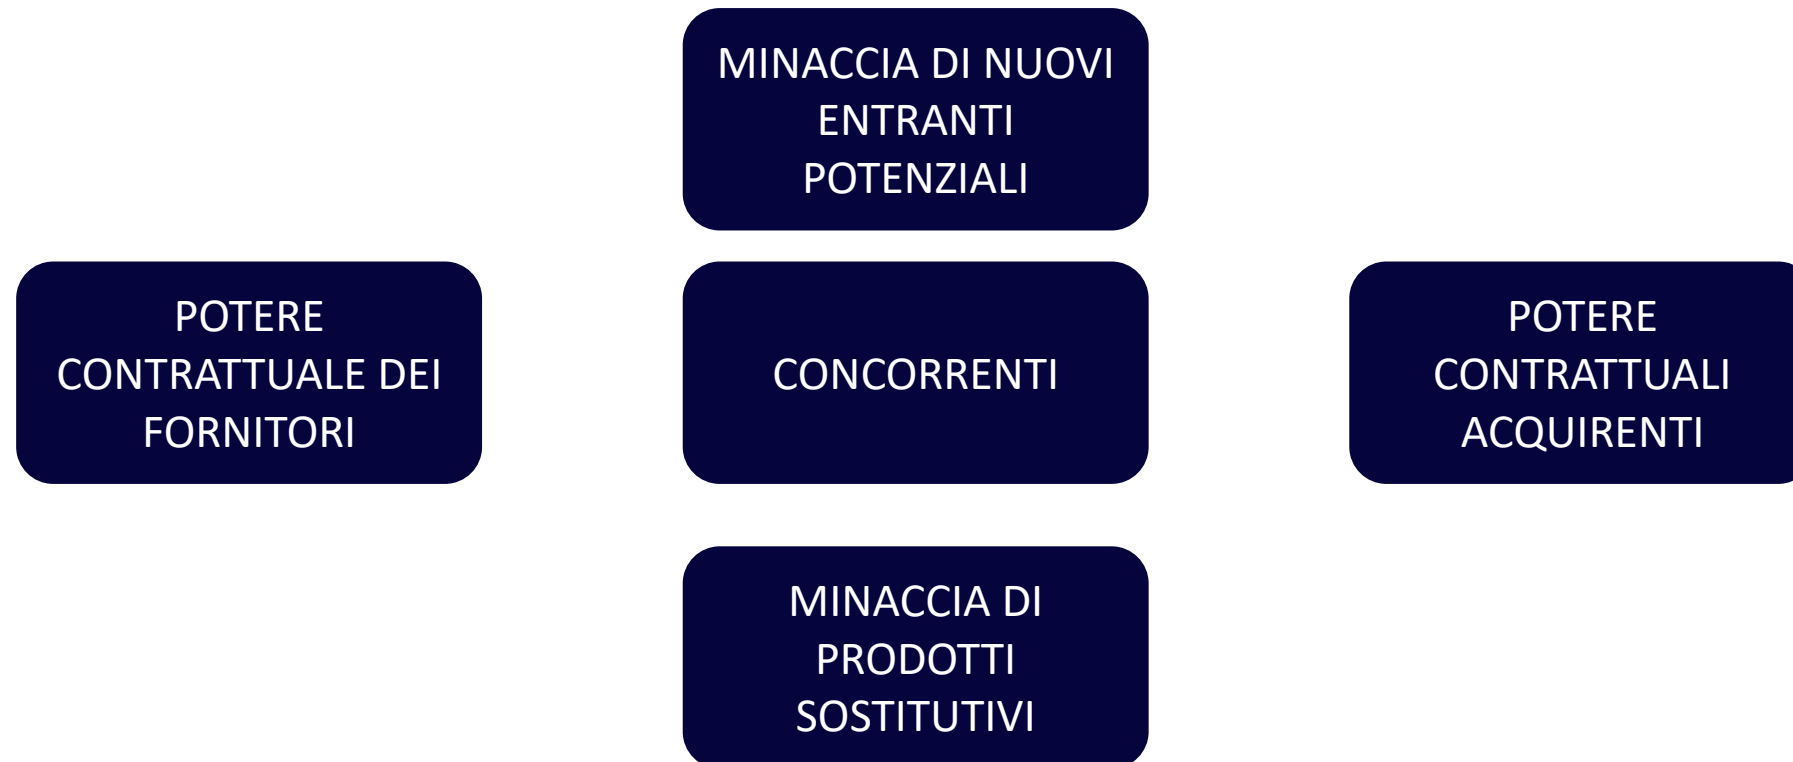 MINACCIA DI NUOVI
ENTRANTI
POTENZIALI
POTERE
CONTRATTUALE DEI
FORNITORI
CONCORRENTI
POTERE
CONTRATTUALI
ACQUIRENTI
MINACCIA DI
PRODOTTI
SOSTITUTIVI